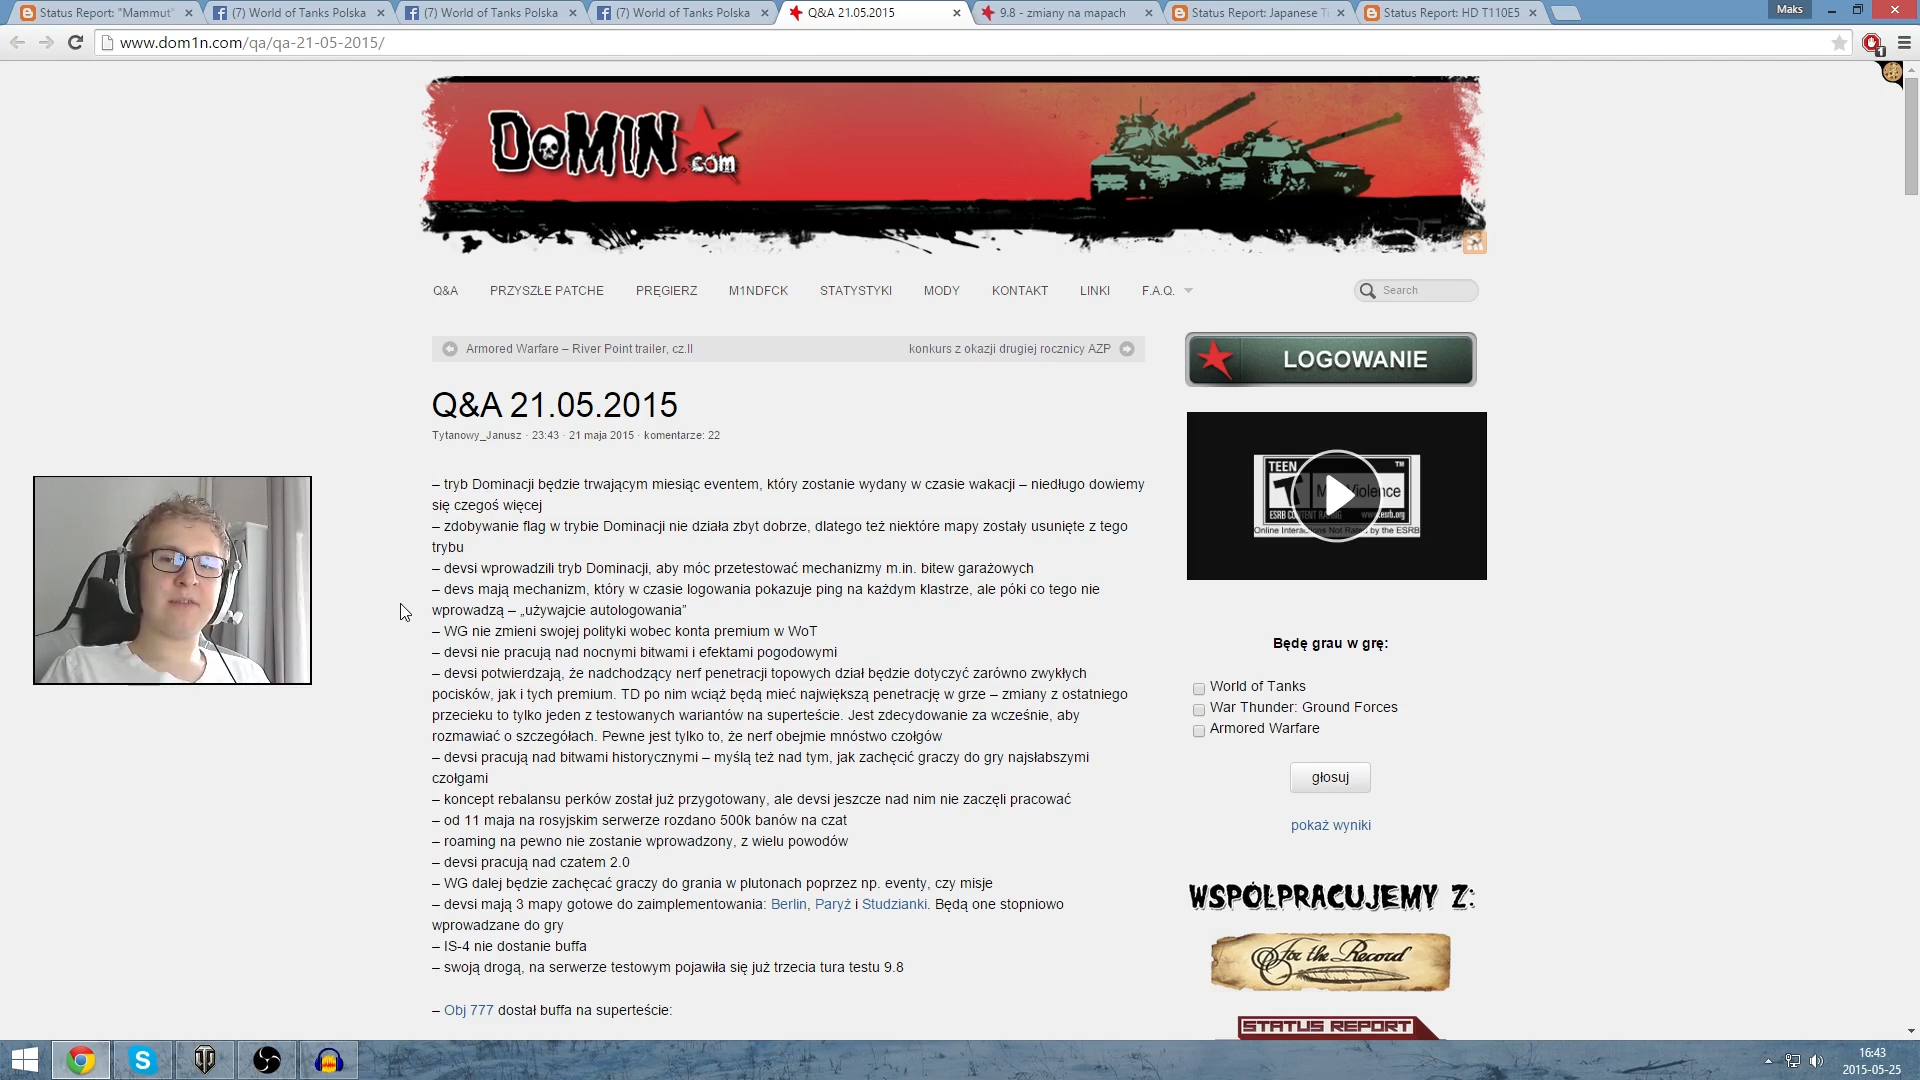 Status Report: "Mammut"
(7) World of Tanks Polska
(7) World of Tanks Polska
(7) World of Tanks Polska
Q&A 21.05.2015
9.8 - zmiany na mapach
Status Report: Japanese T
Status Report: HD T110E5
Maks
www.dom1n.com/qa/qa-21-05-2015/
1
DoM1N
.com
Q&A
PRZYSZŁE PATCHE
PRĘGIERZ
M1NDFCK
STATYSTYKI
MODY
KONTAKT
LINKI
F.A.Q.
Search
Armored Warfare – River Point trailer, cz.II
konkurs z okazji drugiej rocznicy AZP
Q&A 21.05.2015
Tytanowy_Janusz · 23:43 · 21 maja 2015 · komentarze: 22
– tryb Dominacji będzie trwającym miesiąc eventem, który zostanie wydany w czasie wakacji – niedługo dowiemy
się czegoś więcej
– zdobywanie flag w trybie Dominacji nie działa zbyt dobrze, dlatego też niektóre mapy zostały usunięte z tego
trybu
– devsi wprowadzili tryb Dominacji, aby móc przetestować mechanizmy m.in. bitew garażowych
– devs mają mechanizm, który w czasie logowania pokazuje ping na każdym klastrze, ale póki co tego nie
wprowadzą – „używajcie autologowania”
– WG nie zmieni swojej polityki wobec konta premium w WoT
– devsi nie pracują nad nocnymi bitwami i efektami pogodowymi
– devsi potwierdzają, że nadchodzący nerf penetracji topowych dział będzie dotyczyć zarówno zwykłych
pocisków, jak i tych premium. TD po nim wciąż będą mieć największą penetrację w grze – zmiany z ostatniego
przecieku to tylko jeden z testowanych wariantów na superteście. Jest zdecydowanie za wcześnie, aby
rozmawiać o szczegółach. Pewne jest tylko to, że nerf obejmie mnóstwo czołgów
– devsi pracują nad bitwami historycznymi – myślą też nad tym, jak zachęcić graczy do gry najsłabszymi
czołgami
– koncept rebalansu perków został już przygotowany, ale devsi jeszcze nad nim nie zaczęli pracować
– od 11 maja na rosyjskim serwerze rozdano 500k banów na czat
– roaming na pewno nie zostanie wprowadzony, z wielu powodów
– devsi pracują nad czatem 2.0
– WG dalej będzie zachęcać graczy do grania w plutonach poprzez np. eventy, czy misje
– devsi mają 3 mapy gotowe do zaimplementowania: Berlin, Paryż i Studzianki. Będą one stopniowo
wprowadzane do gry
– IS-4 nie dostanie buffa
– swoją drogą, na serwerze testowym pojawiła się już trzecia tura testu 9.8
– Obj 777 dostał buffa na superteście:
LOGOWANIE
TEEN
TM
T
Violence
ESRB
www.esrb.org
Online Interactions Not Rated by the ESRB
Będę grau w grę:
World of Tanks
War Thunder: Ground Forces
Armored Warfare
głosuj
pokaż wyniki
WSPÓŁPRACUJEMY Z:
For the Record
STATUS REPORT
16:43
2015-05-25